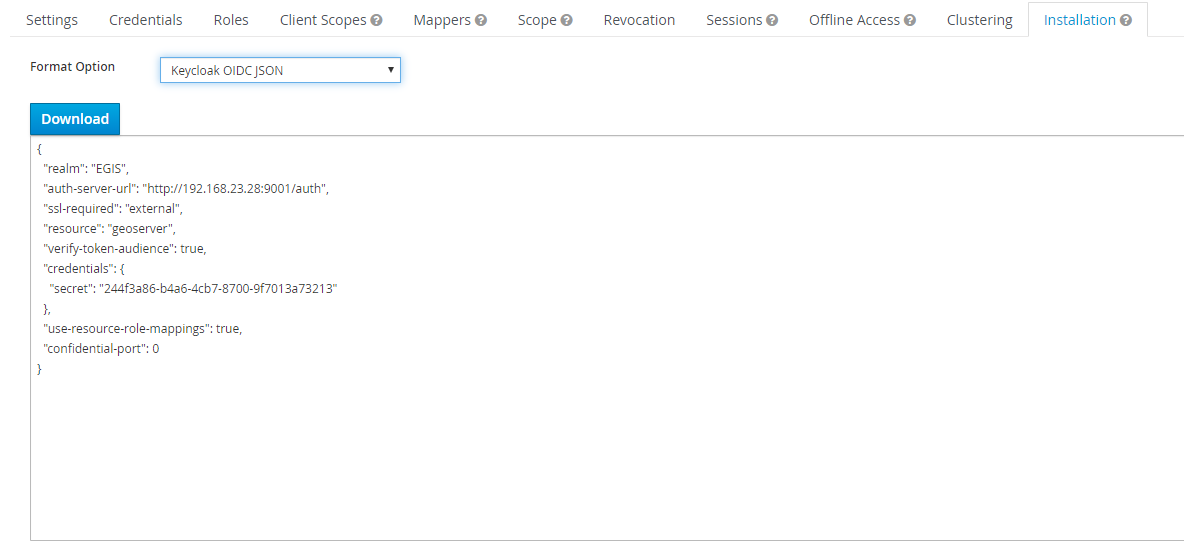 Settings Credentials Roles Client Scopes Mappers Scope Revocation Sessions Offline Access Clustering Installation
Format Option Keycloak OIDC JSON
Download
{
"realm": "EGIS",
"auth-server-url": "http://192.168.23.28:9001/auth",
"ssl-required": "external",
"resource": "geoserver",
"verify-token-audience": true,
"credentials": {
"secret": "244f3a86-b4a6-4cb7-8700-9f7013a73213"
},
"use-resource-role-mappings": true,
"confidential-port": 0
}